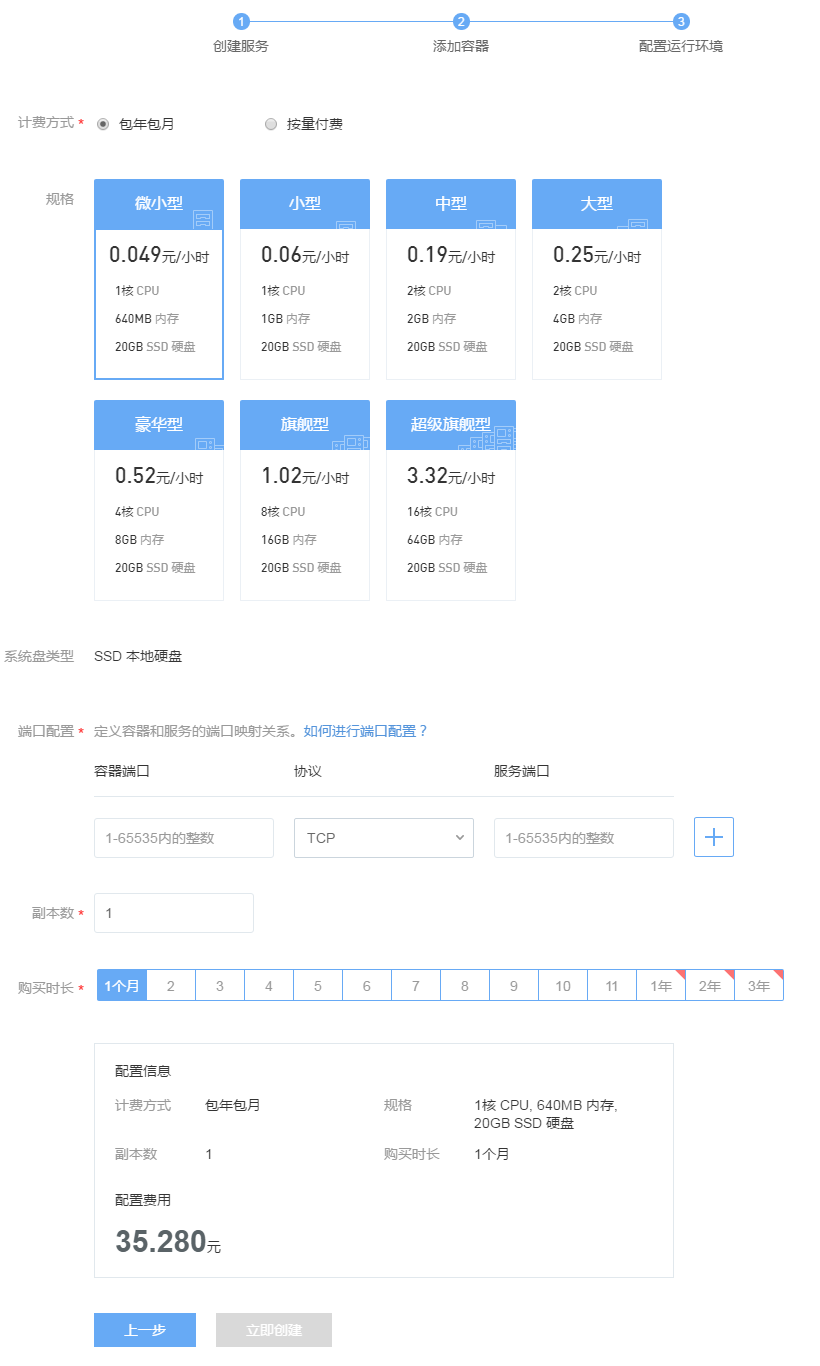 1 2 3
创建服务 添加容器 配置运行环境
计费方式 * 包年包月 按量付费
规格
微小型 小型 中型 大型
0.049元/小时 0.06元/小时 0.19元/小时 0.25元/小时
1核 CPU 1核 CPU 2核 CPU 2核 CPU
640MB 内存 1GB 内存 2GB 内存 4GB 内存
20GB SSD 硬盘 20GB SSD 硬盘 20GB SSD 硬盘 20GB SSD 硬盘
豪华型 旗舰型 超级旗舰型
0.52元/小时 1.02元/小时 3.32元/小时
4核 CPU 8核 CPU 16核 CPU
8GB 内存 16GB 内存 64GB 内存
20GB SSD 硬盘 20GB SSD 硬盘 20GB SSD 硬盘
系统盘类型 SSD 本地硬盘
端口配置 * 定义容器和服务的端口映射关系。如何进行端口配置？
容器端口 协议 服务端口
1-65535内的整数 TCP 1-65535内的整数
副本数 * 1
购买时长 * 1个月 2 3 4 5 6 7 8 9 10 11 1年 2年 3年
配置信息
计费方式 包年包月 规格 1核 CPU, 640MB 内存,
20GB SSD 硬盘
副本数 1 购买时长 1个月
配置费用
35.280元
上一步 立即创建